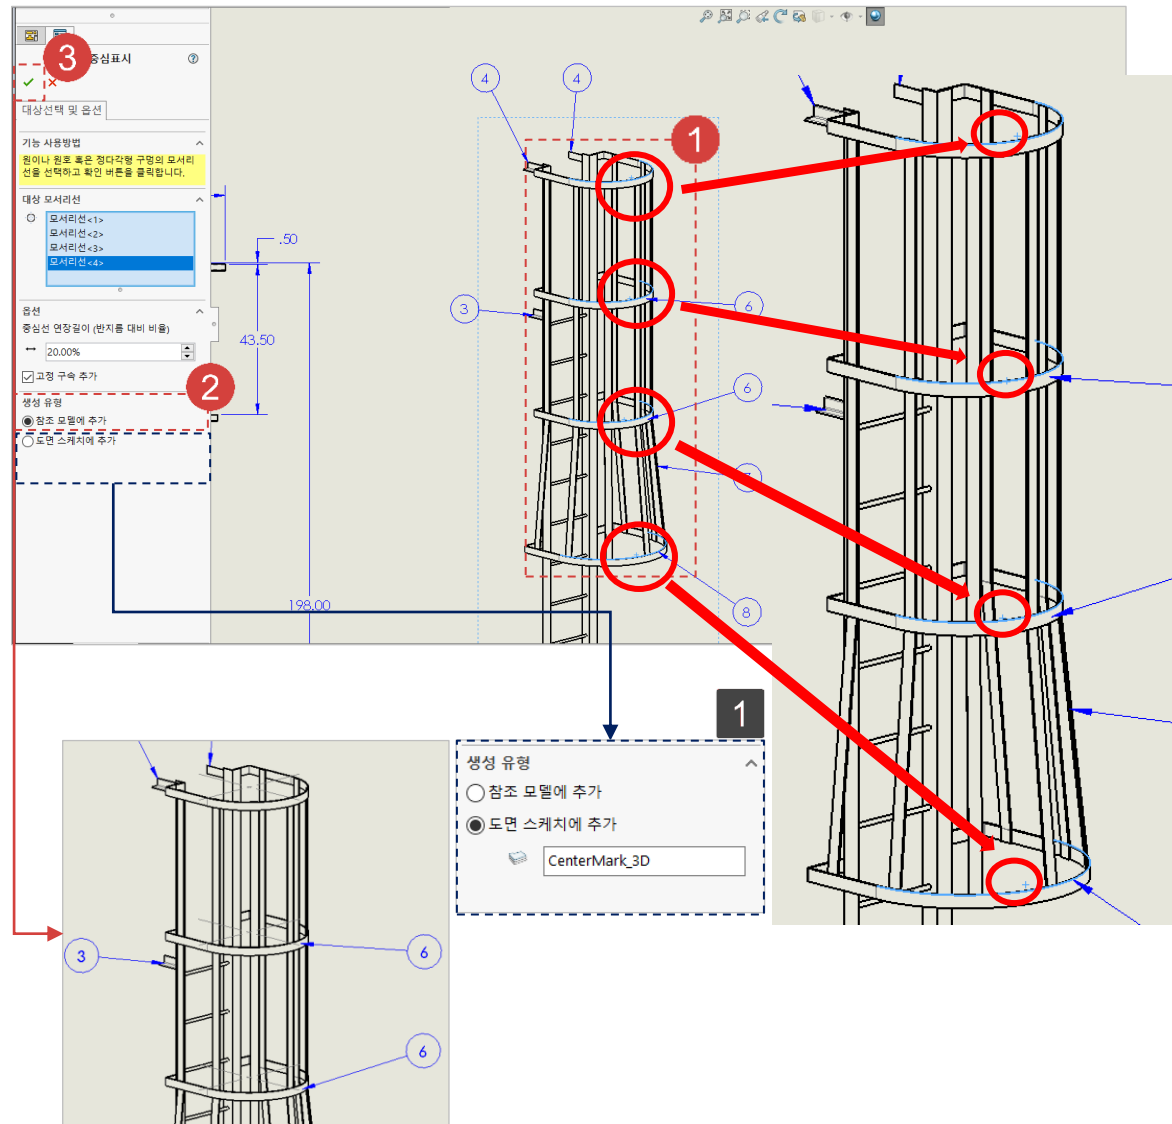 3
중심표시
대상선택 및 옵션
기능 사용방법
원이나 원호 혹은 정다각형 구멍의 모서리
선을 선택하고 확인 버튼을 클릭합니다.
대상 모서리선
모서리선<1>
모서리선<2>
모서리선<3>
모서리선<4>
옵션
중심선 연장길이 (반지름 대비 비율)
20.00%
고정 구속 추가
2
생성 유형
참조 모델에 추가
도면 스케치에 추가
.50
43.50
198.00
4
4
1
3
6
6
7
8
1
생성 유형
참조 모델에 추가
도면 스케치에 추가
CenterMark_3D
3
6
6